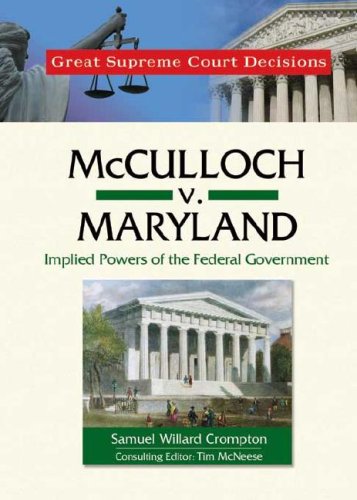 Great Supreme Court Decisions
McCULLOCH
v.
MARYLAND
Implied Powers of the Federal Government
Samuel Willard Crompton
Consulting Editor: Tim McNeese